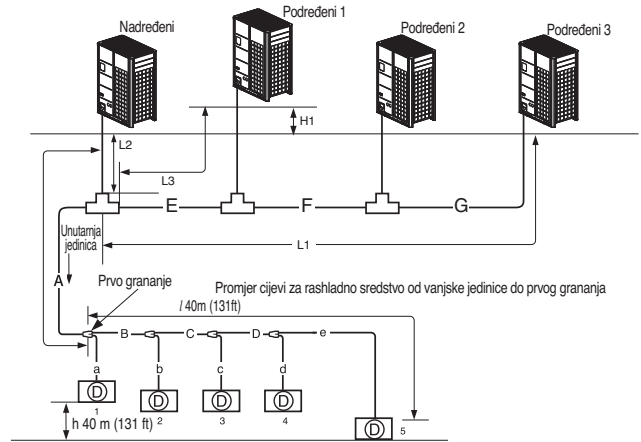 Nadređeni
Podređeni 1
Podređeni 2
Podređeni 3
H1
L2
L3
E
F
G
L1
Unutarnja
jedinica
A
Prvo grananje
Promjer cijevi za rashladno sredstvo od vanjske jedinice do prvog grananja
l 40m (131ft)
B
C
D
e
a
b
c
d
D
D
D
D
D
1
2
3
4
5
h 40 m (131 ft)